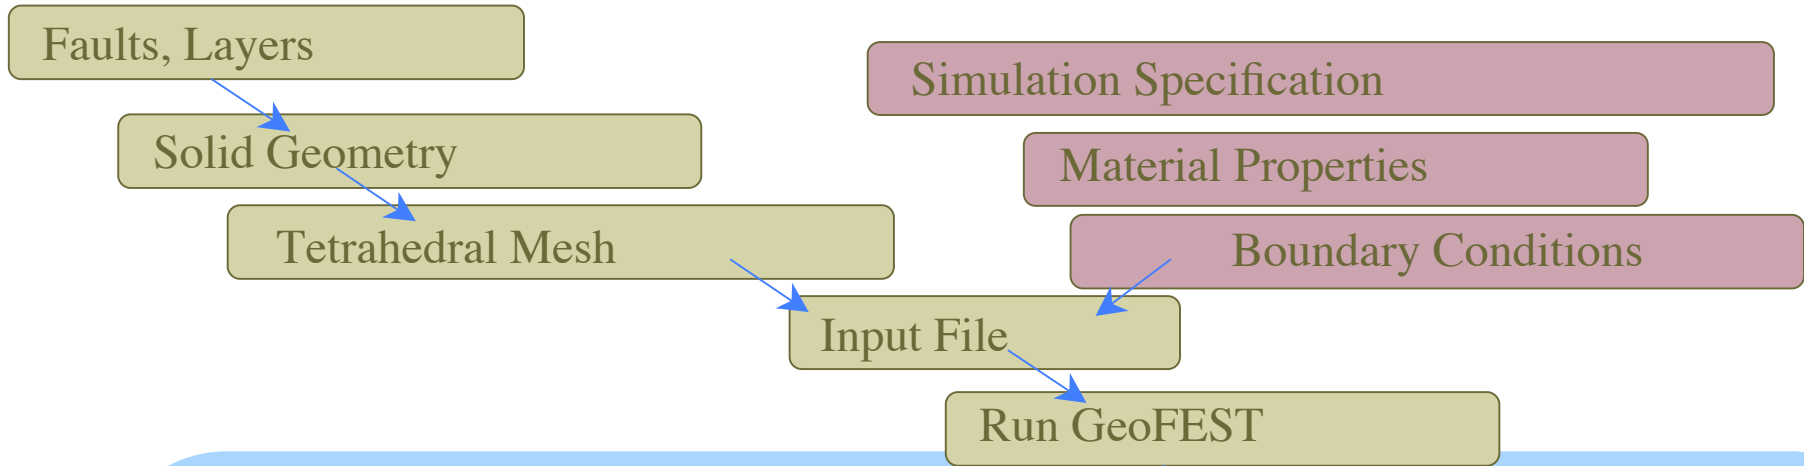 Faults, Layers
Solid Geometry
Tetrahedral Mesh
Simulation Specification
Material Properties
Boundary Conditions
Input File
Run GeoFEST